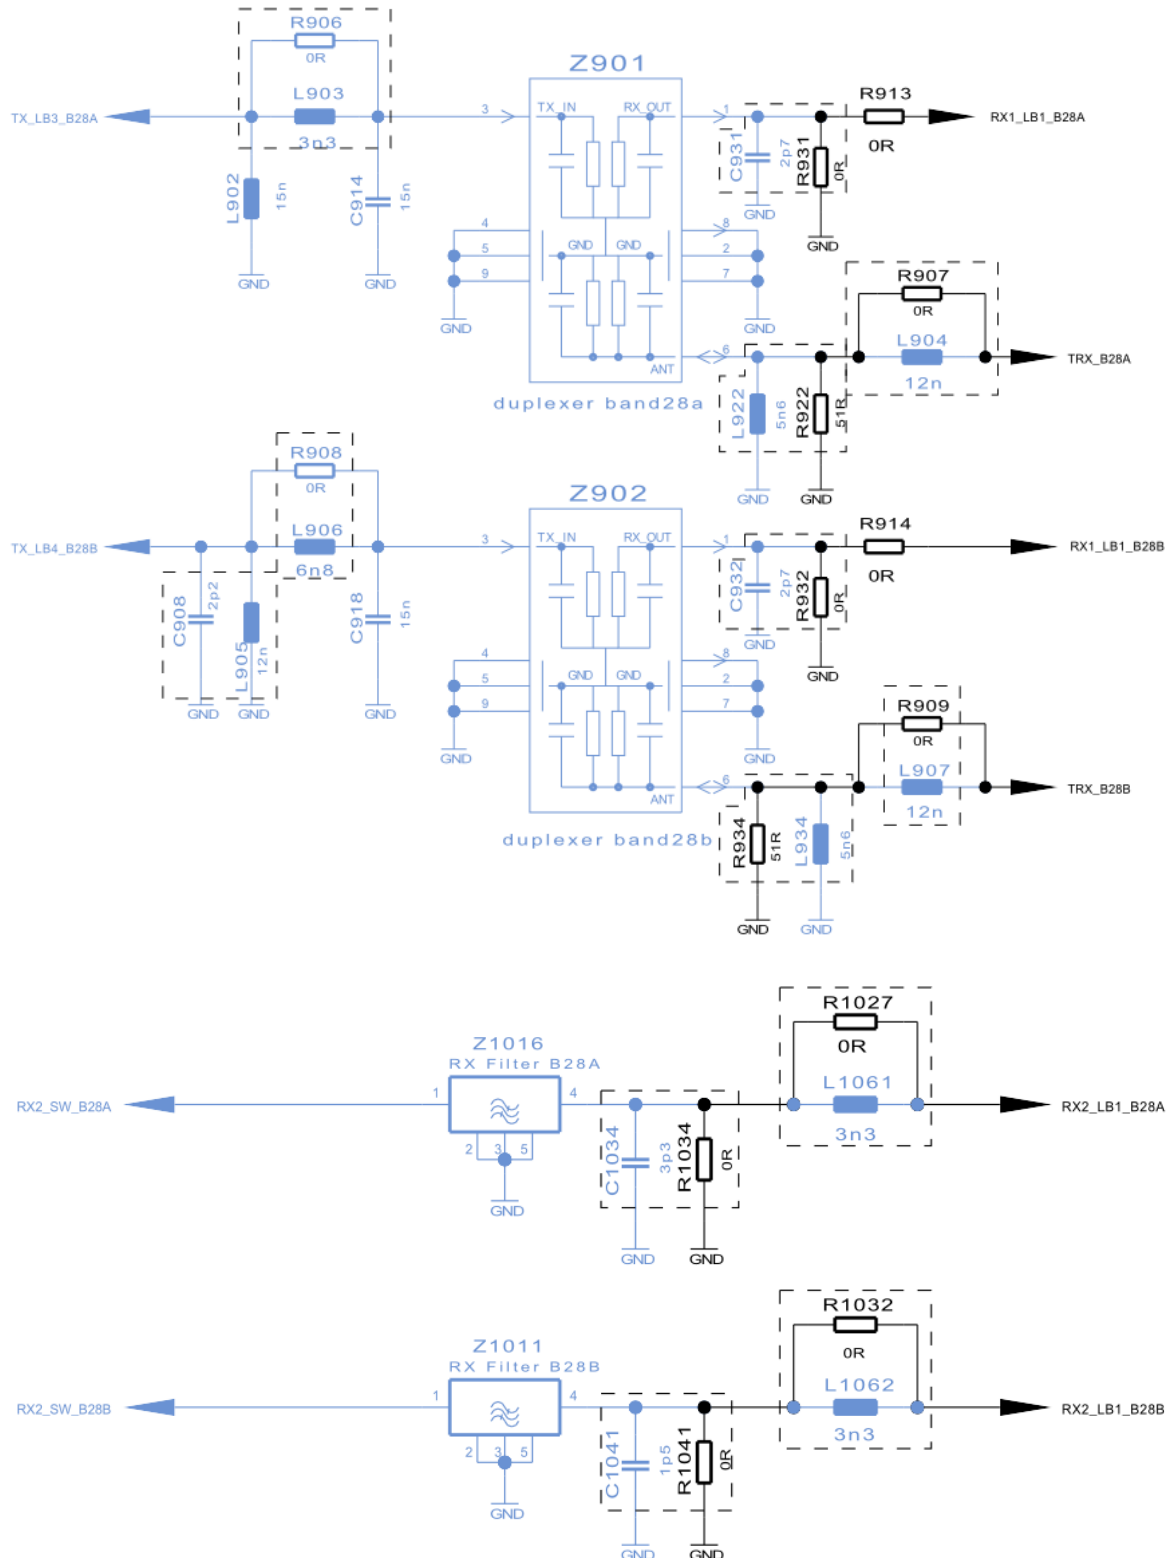 R906
0R
L903
3n3
TX_LB3_B28A
L902
15n
C914
15n
GND
GND
Z901
3
TX_IN
RX_OUT
1
4
5
9
GND
GND
8
2
7
GND
GND
6
ANT
duplexer band28a
C931
2p7
R931
0R
GND
GND
R913
0R
RX1_LB1_B28A
R907
0R
L904
12n
TRX_B28A
L922
5n6
R922
51R
GND
GND
R908
0R
L906
6n8
TX_LB4_B28B
C908
2p2
L905
12n
C918
15n
GND
GND
GND
Z902
3
TX_IN
RX_OUT
1
4
5
9
GND
GND
8
2
7
GND
GND
6
ANT
duplexer band28b
C932
2p7
R932
0R
GND
GND
R914
0R
RX1_LB1_B28B
R909
0R
L907
12n
TRX_B28B
R934
51R
L934
5n6
GND
GND
Z1016
RX Filter B28A
RX2_SW_B28A
1
4
2
3
5
GND
C1034
3p3
R1034
0R
GND
GND
R1027
0R
L1061
3n3
RX2_LB1_B28A
Z1011
RX Filter B28B
RX2_SW_B28B
1
4
2
3
5
GND
C1041
1p5
R1041
0R
GND
GND
R1032
0R
L1062
3n3
RX2_LB1_B28B